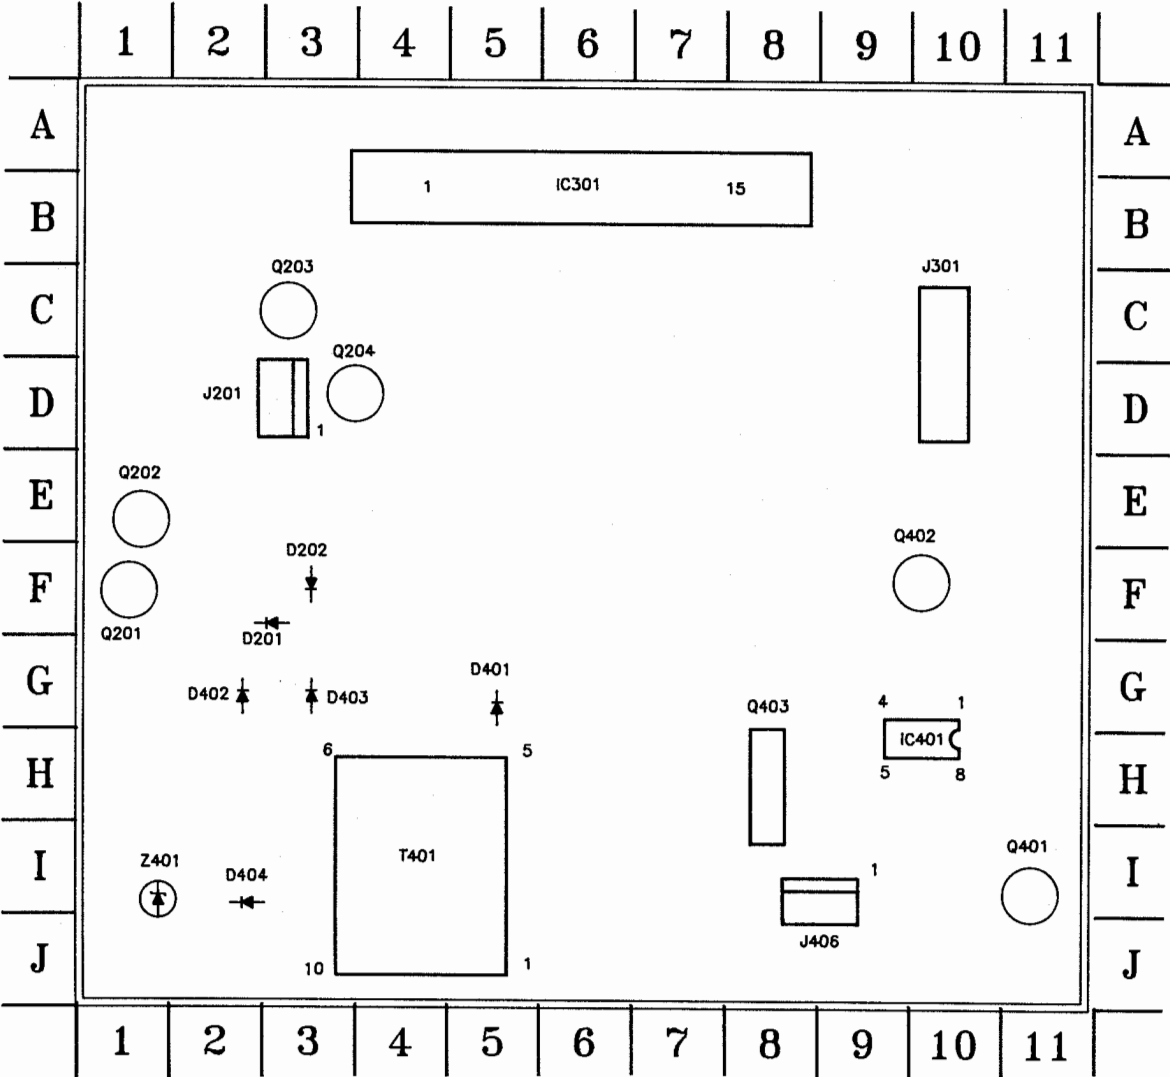 1 2 3 4 5 6 7 8 9 10 11
A A
1 IC301 15
B B
Q203 J301
C C
Q204
J201
D D
1
Q202
E E
Q402
D202
F F
Q201
D201
D401
G G
D402 D403
4 1
Q403
IC401
6 5
H H
5 8
Q401
T401
Z401
I I
1
D404
J406
J J
10 1
1 2 3 4 5 6 7 8 9 10 11